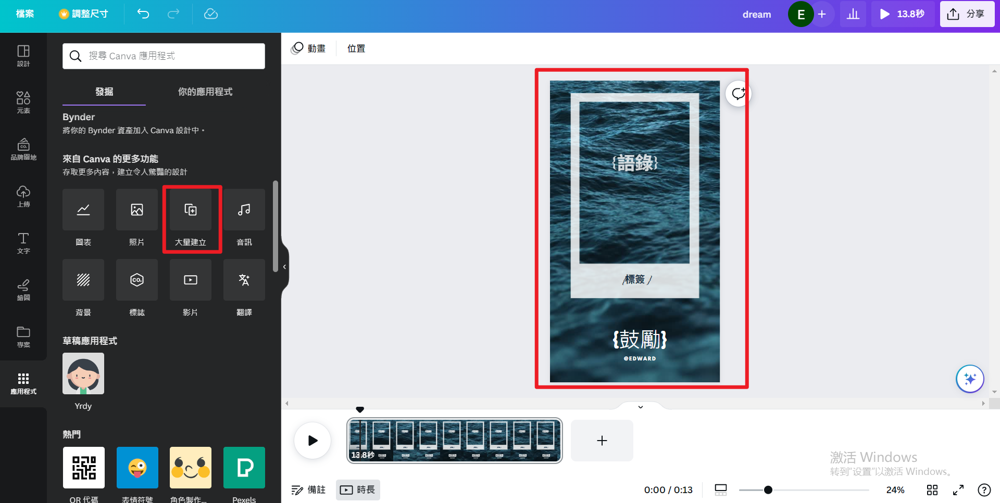 檔案
調整尺寸
dream
E
13.8秒
分享
設計
元素
品牌園地
上傳
文字
繪圖
專案
應用程式
搜尋 Canva 應用程式
發掘
你的應用程式
Bynder
將你的 Bynder 資產加入 Canva 設計中。
來自 Canva 的更多功能
存取更多內容，建立令人驚豔的設計
圖表
照片
大量建立
音訊
CO.
背景
標誌
影片
翻譯
草稿應用程式
Yrdy
熱門
QR 代碼
表情符號
角色製作...
Pexels
動畫
位置
{語錄}
{標簽}
{鼓勵}
@EDWARD
13.8秒
激活 Windows
转到“设置”以激活 Windows。
備註
時長
0:00 / 0:13
24%